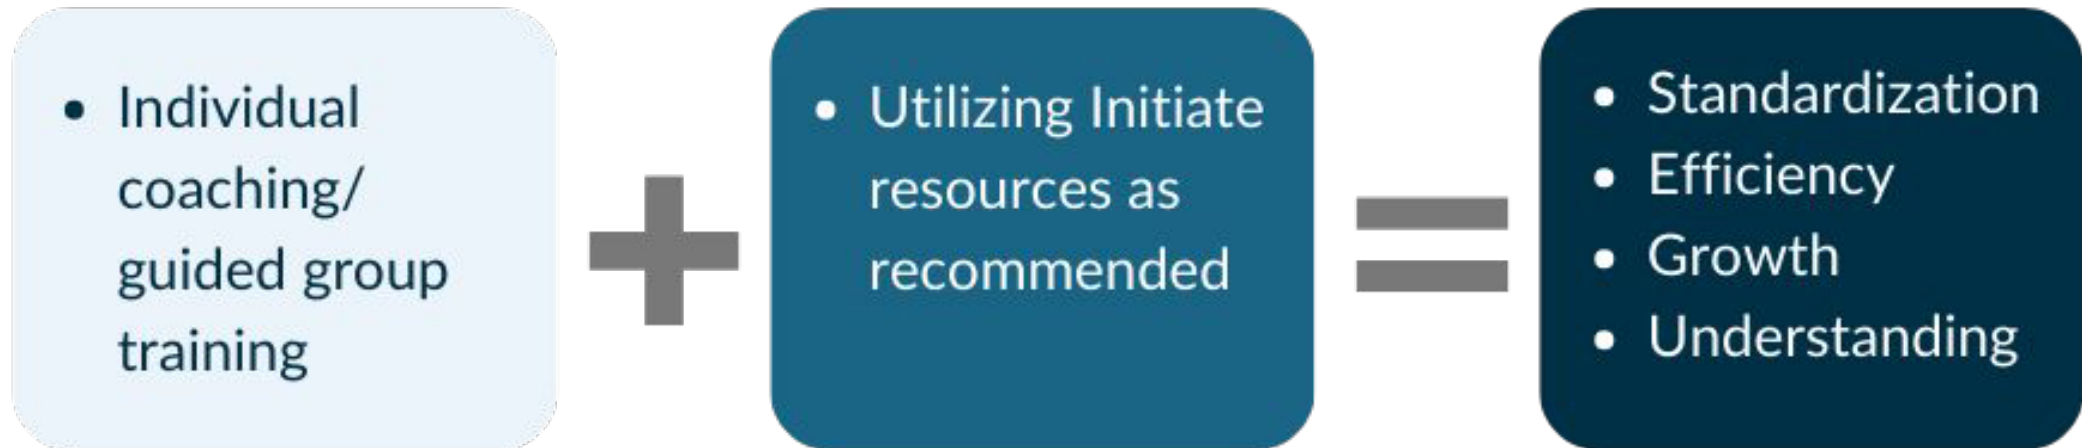 • Individual
coaching/
guided group
training
+
• Utilizing Initiate
resources as
recommended
=
• Standardization
• Efficiency
• Growth
• Understanding